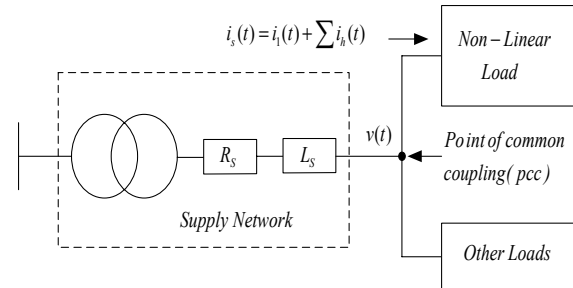 i_s(t) = i_1(t) + ∑ i_h(t)
Non-Linear
Load
v(t)
R_S
L_S
Point of common
coupling( pcc )
Supply Network
Other Loads